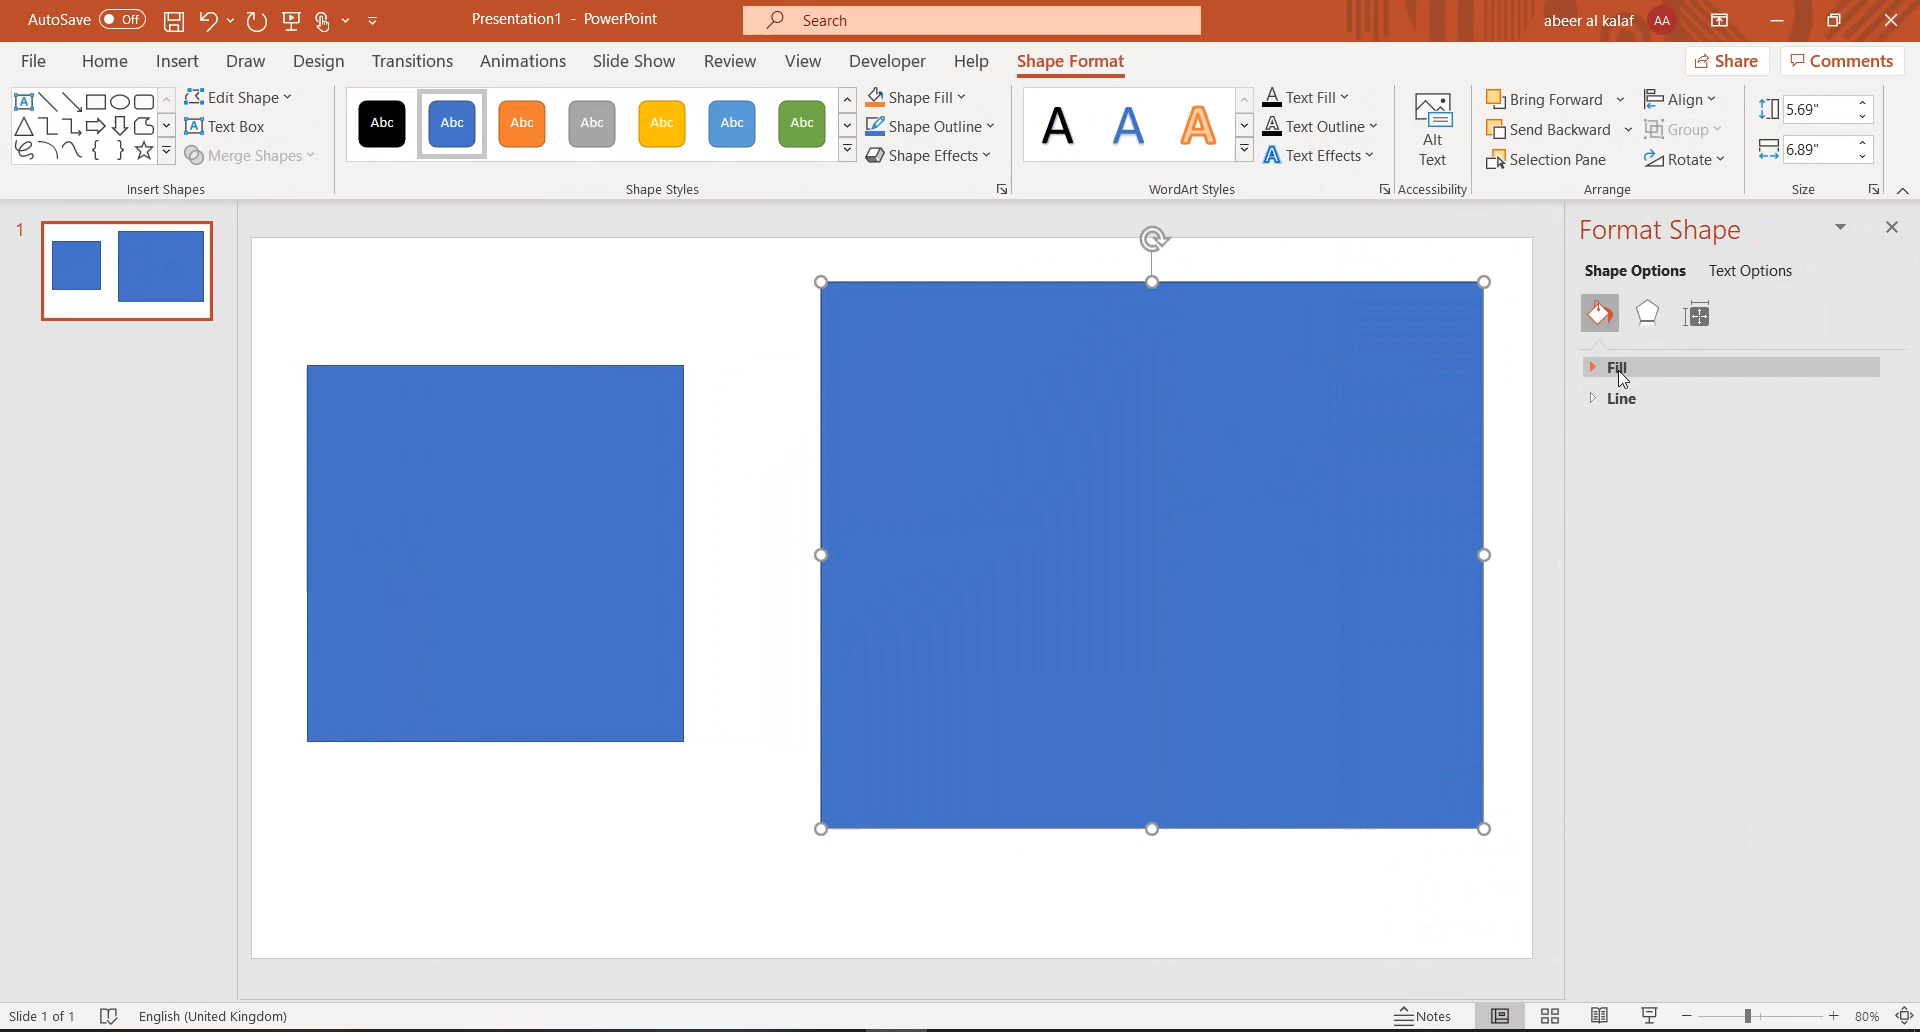 AutoSave Off
Presentation1 - PowerPoint
Search
abeer al kalaf AA
File Home Insert Draw Design Transitions Animations Slide Show Review View Developer Help Shape Format
Share Comments
A
Edit Shape
A Text Box
Merge Shapes
Insert Shapes
Abc Abc Abc Abc Abc Abc Abc
Shape Fill
Shape Outline
Shape Effects
Shape Styles
A A A
A Text Fill
A Text Outline
A Text Effects
WordArt Styles
Alt
Text
Accessibility
Bring Forward
Send Backward
Selection Pane
Align
Group
Rotate
Arrange
5.69"
6.89"
Size
1
Format Shape
Shape Options Text Options
Fill
Line
Slide 1 of 1 English (United Kingdom)
Notes
80%